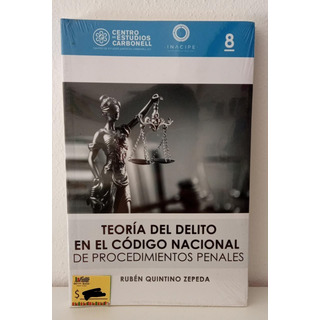 CENTRO
DE ESTUDIOS
CARBONELL
INACIPE
8
TEORÍA DEL DELITO
EN EL CÓDIGO NACIONAL
DE PROCEDIMIENTOS PENALES
RUBÉN QUINTINO ZEPEDA
$